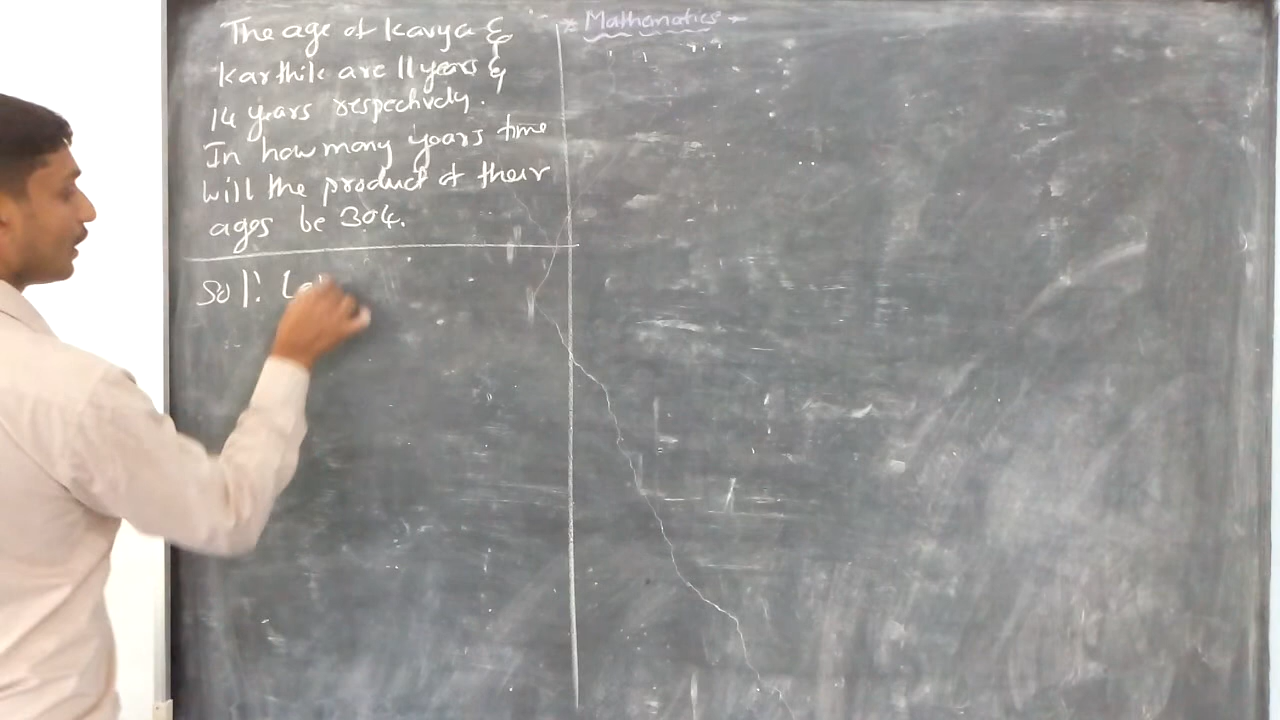 The age of Kavya &
Karthik are 11 years &
14 years respectively.
In how many years time
will the product of their
ages be 304.
Sol:
Mathematics